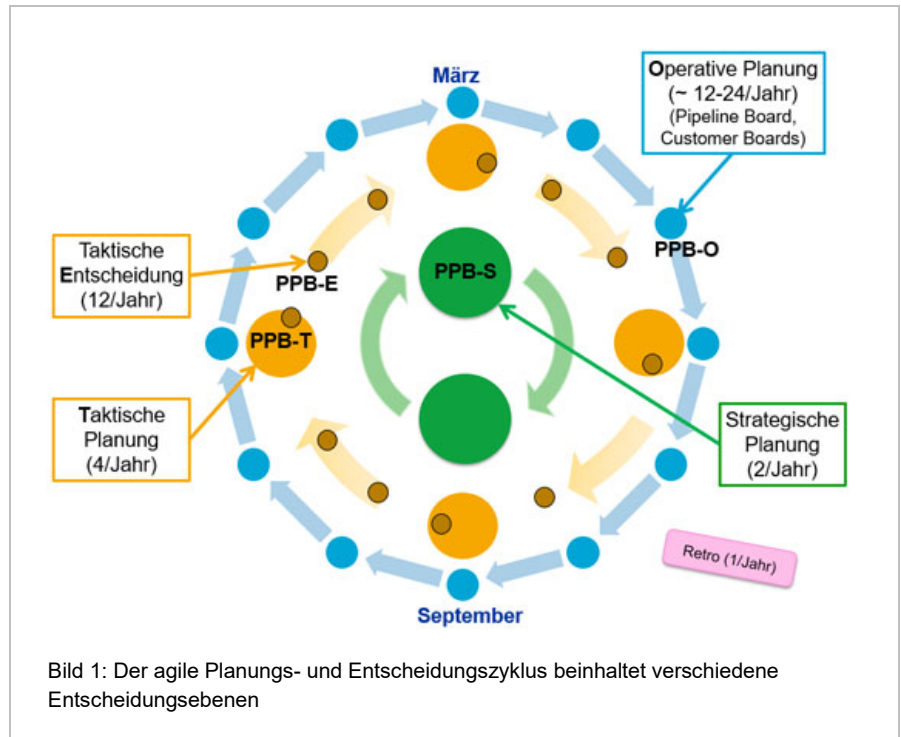 März
Operative Planung
(~ 12-24/Jahr)
(Pipeline Board,
Customer Boards)
PPB-O
Taktische
Entscheidung
(12/Jahr)
PPB-E
PPB-S
PPB-T
Taktische
Planung
(4/Jahr)
Strategische
Planung
(2/Jahr)
Retro (1/Jahr)
September
Bild 1: Der agile Planungs- und Entscheidungszyklus beinhaltet verschiedene
Entscheidungsebenen